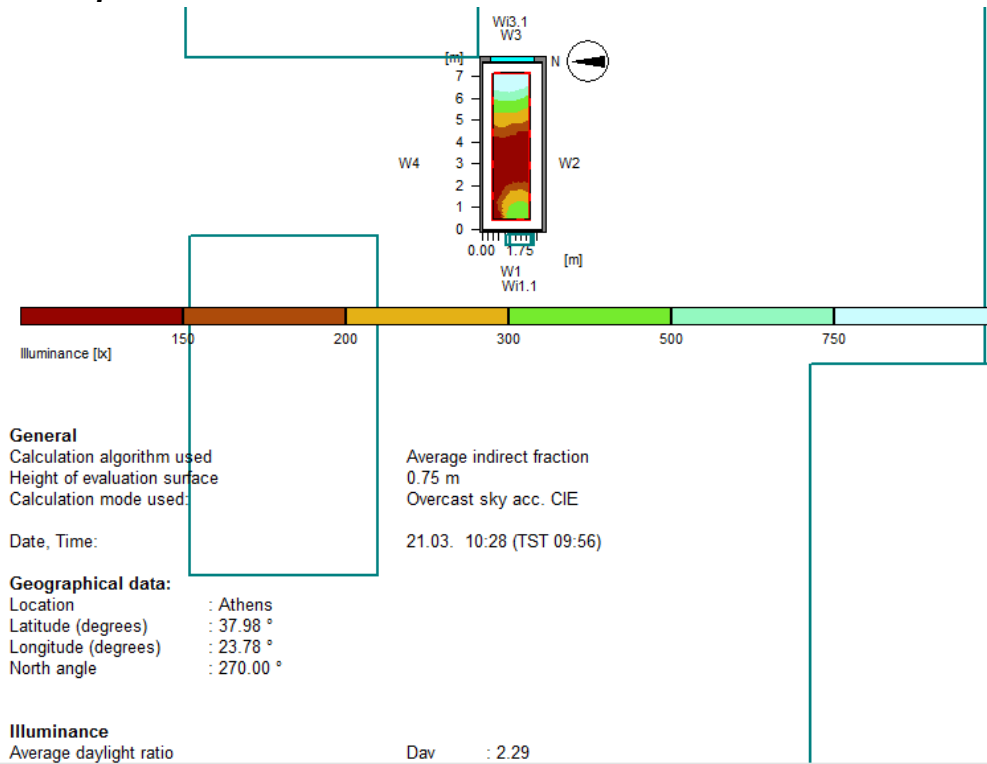 Wi3.1
W3
[m]
N
7
6
5
4
W4
3
W2
2
1
0
0.00 1.75
[m]
W1
Wi1.1
150 200 300 500 750
Illuminance [lx]
General
Calculation algorithm used Average indirect fraction
Height of evaluation surface 0.75 m
Calculation mode used: Overcast sky acc. CIE
Date, Time: 21.03. 10:28 (TST 09:56)
Geographical data:
Location : Athens
Latitude (degrees) : 37.98 °
Longitude (degrees) : 23.78 °
North angle : 270.00 °
Illuminance
Average daylight ratio Dav : 2.29